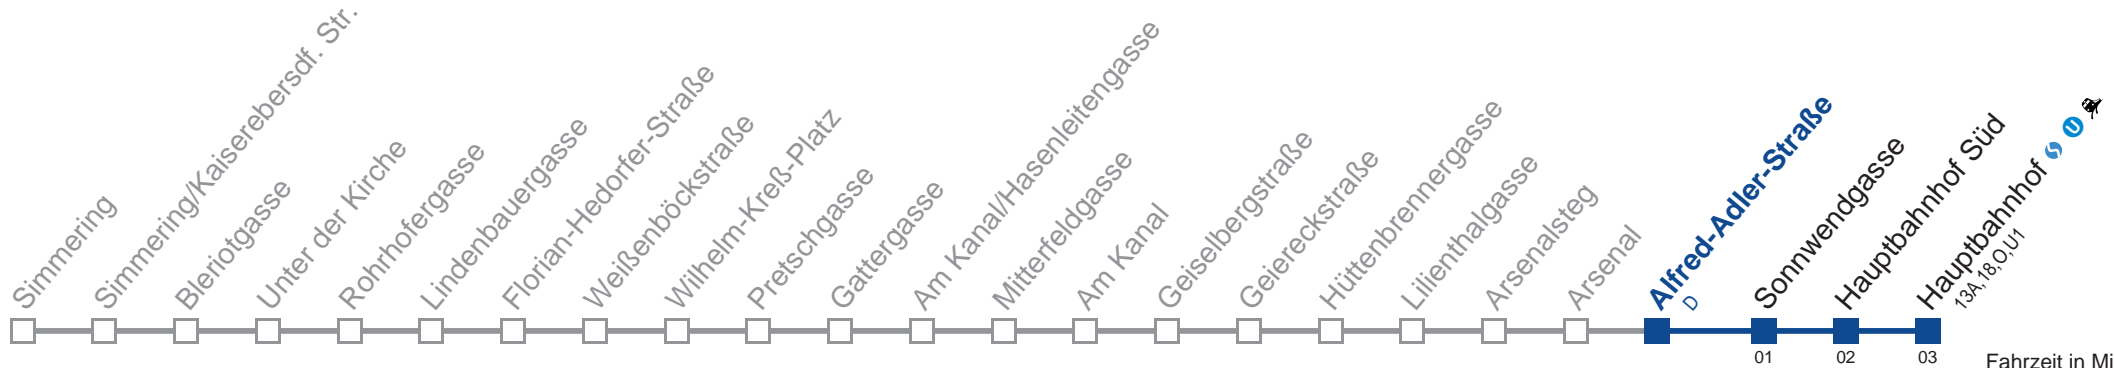 Simmering
Simmering/Kaiserebersdf. Str.
Bleriotgasse
Unter der Kirche
Rohrhofergasse
Lindenbauergasse
Florian-Hedorfer-Straße
Weißenböckstraße
Wilhelm-Kreß-Platz
Pretschgasse
Gattergasse
Am Kanal/Hasenleitengasse
Mitterfeldgasse
Am Kanal
Geiselbergstraße
Geiereckstraße
Hüttenbrennergasse
Lilienthalgasse
Arsenalsteg
Arsenal
Alfred-Adler-Straße
D
Sonnwendgasse
Hauptbahnhof Süd
Hauptbahnhof S U
13A,18,O,U1
01 02 03
Fahrzeit in Mi